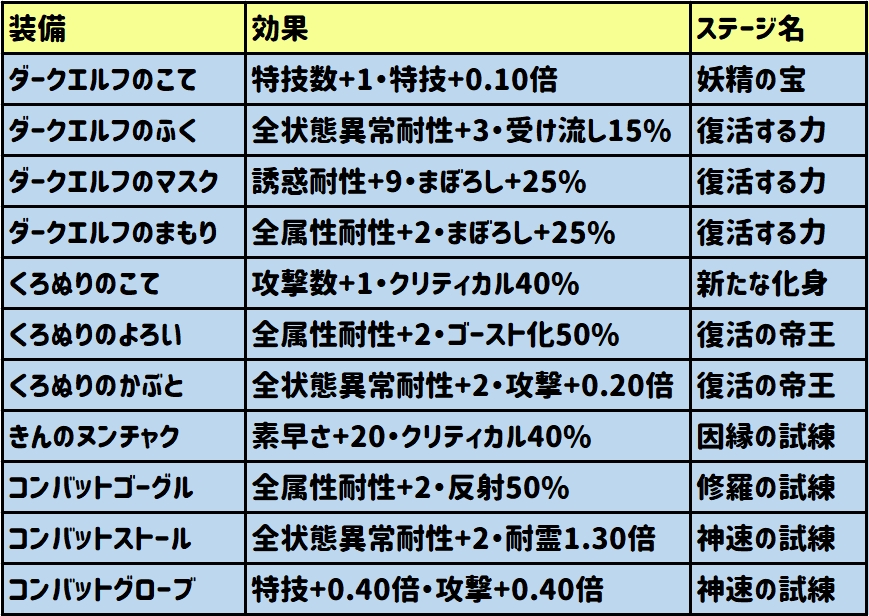 装備 効果 ステージ名
ダークエルフのこて 特技数+1・特技+0.10倍 妖精の宝
ダークエルフのふく 全状態異常耐性+3・受け流し15% 復活する力
ダークエルフのマスク 誘惑耐性+9・まぼろし+25% 復活する力
ダークエルフのまもり 全属性耐性+2・まぼろし+25% 復活する力
くろぬりのこて 攻撃数+1・クリティカル40% 新たな化身
くろぬりのよろい 全属性耐性+2・ゴースト化50% 復活の帝王
くろぬりのかぶと 全状態異常耐性+2・攻撃+0.20倍 復活の帝王
きんのヌンチャク 素早さ+20・クリティカル40% 因縁の試練
コンバットゴーグル 全属性耐性+2・反射50% 修羅の試練
コンバットストール 全状態異常耐性+2・耐霊1.30倍 神速の試練
コンバットグローブ 特技+0.40倍・攻撃+0.40倍 神速の試練